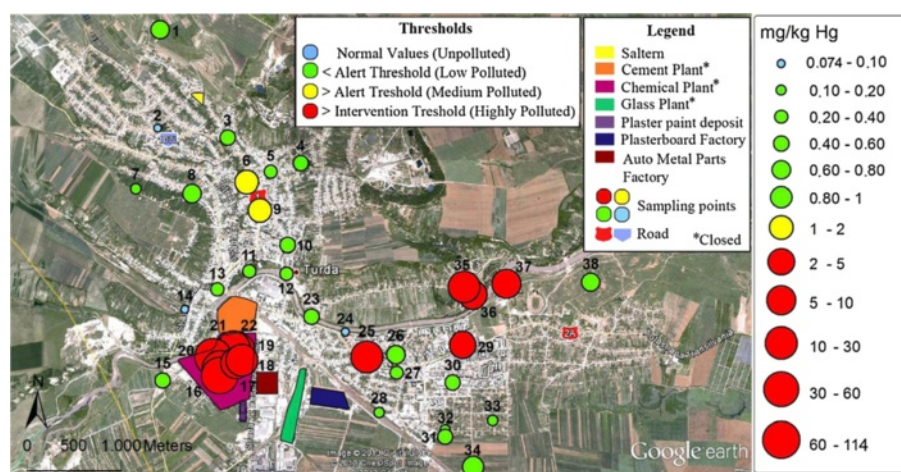 Thresholds
Normal Values (Unpolluted)
< Alert Threshold (Low Polluted)
> Alert Treshold (Medium Polluted)
> Intervention Treshold (Highly Polluted)
Legend
Saltern
Cement Plant*
Chemical Plant*
Glass Plant*
Plaster paint deposit
Plasterboard Factory
Auto Metal Parts
Factory
Sampling points
Road
*Closed
mg/kg Hg
0.074 - 0.10
0.10 - 0.20
0.20 - 0.40
0.40 - 0.60
0.60 - 0.80
0.80 - 1
1 - 2
2 - 5
5 - 10
10 - 30
30 - 60
60 - 114
1
2
3
4
5
6
7
8
9
10
11
12
Turda
13
14
15
16
17
18
19
20
21
22
23
24
25
26
27
28
29
30
31
32
33
34
35
36
37
38
2A
N
0 500 1.000 Meters
Google earth